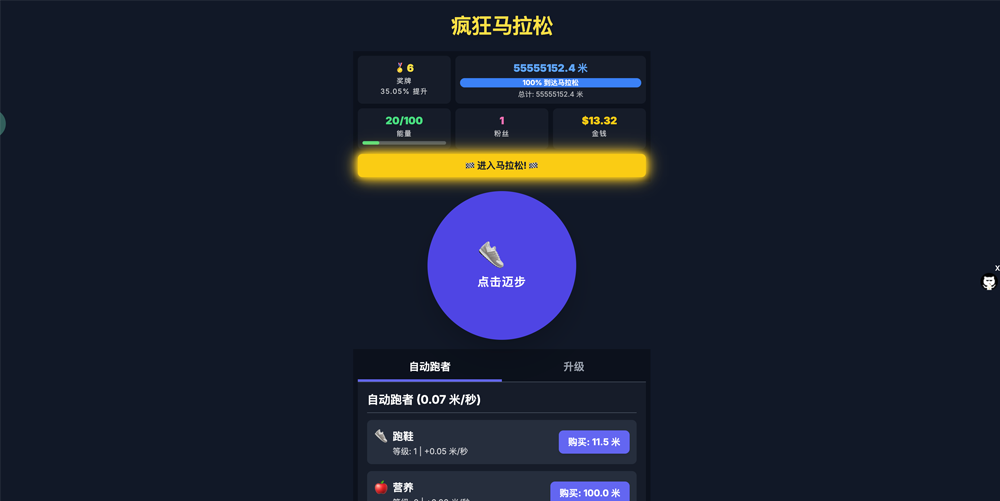 疯狂马拉松
6
奖牌
35.05% 提升
55555152.4 米
100% 到达马拉松
总计: 55555152.4 米
20/100
能量
1
粉丝
$13.32
金钱
进入马拉松!
点击迈步
自动跑者
升级
自动跑者 (0.07 米/秒)
跑鞋
等级: 1 | +0.05 米/秒
购买: 11.5 米
营养
购买: 100.0 米
X